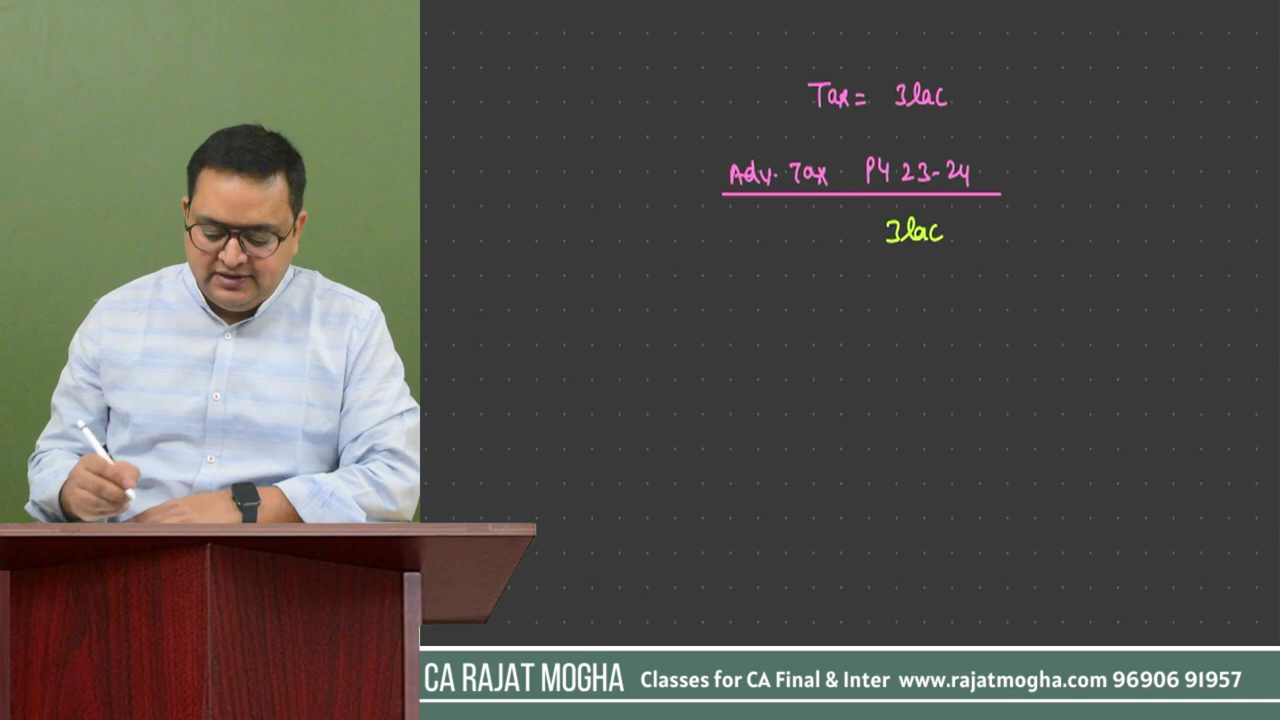 Tax = 3lac
Adv. Tax PY 23-24
3lac
CA RAJAT MOGHA Classes for CA Final & Inter www.rajatmogha.com 96906 91957